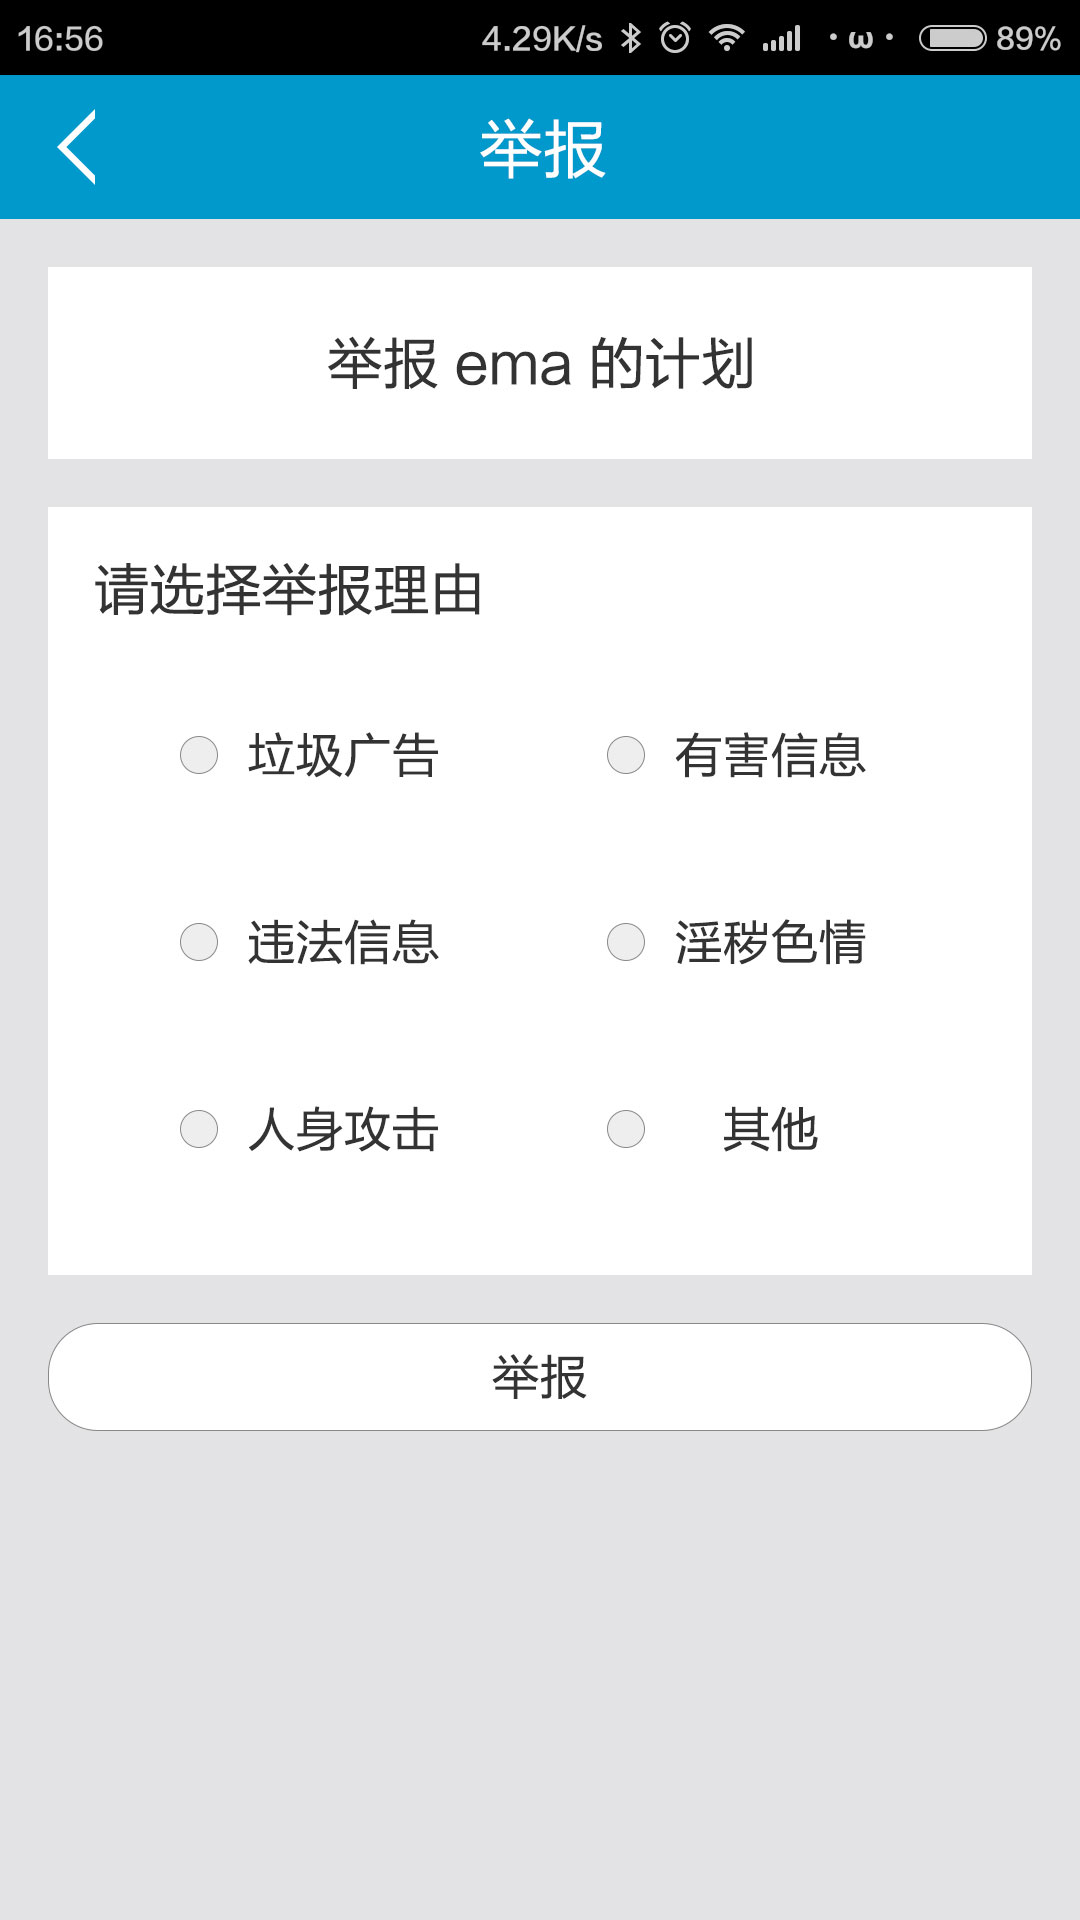 16:56 4.29K/s ·ω· 89%
举报
举报 ema 的计划
请选择举报理由
垃圾广告 有害信息
违法信息 淫秽色情
人身攻击 其他
举报